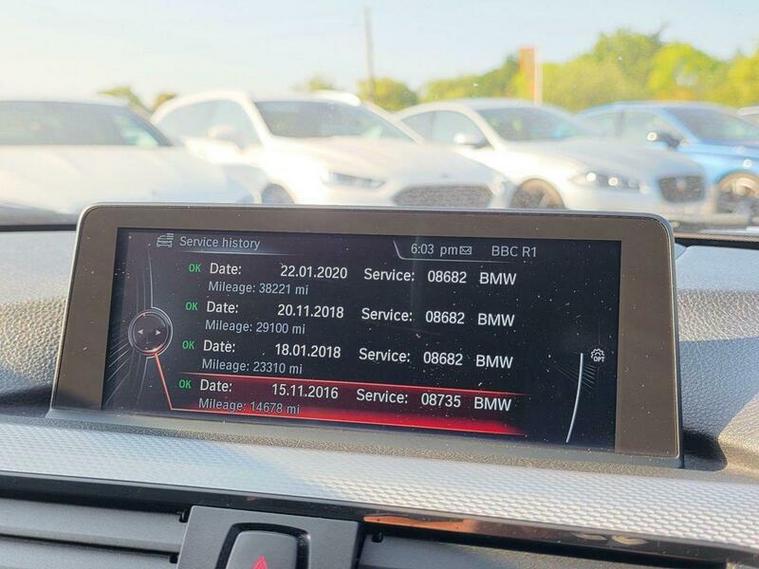 Service history 6:03 pm BBC R1
OK Date: 22.01.2020 Service: 08682 BMW
Mileage: 38221 mi
OK Date: 20.11.2018 Service: 08682 BMW
Mileage: 29100 mi
OK Date: 18.01.2018 Service: 08682 BMW
Mileage: 23310 mi
OK Date: 15.11.2016 Service: 08735 BMW
Mileage: 14678 mi
OPT